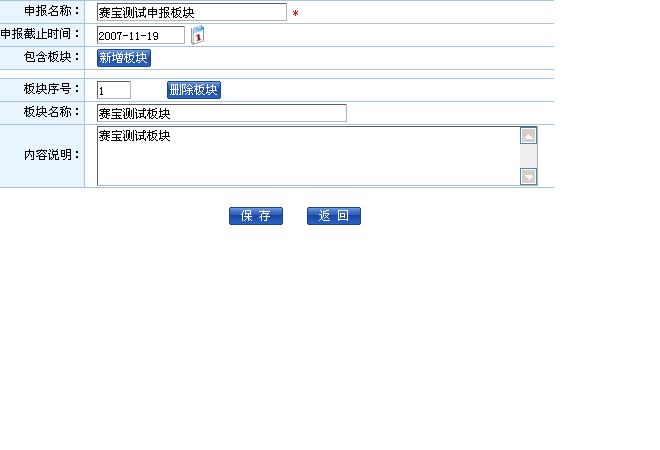 申报名称： 赛宝测试申报板块 *
申报截止时间： 2007-11-19 1
包含板块： 新增板块
板块序号： 1 删除板块
板块名称： 赛宝测试板块
内容说明： 赛宝测试板块
保 存 返 回